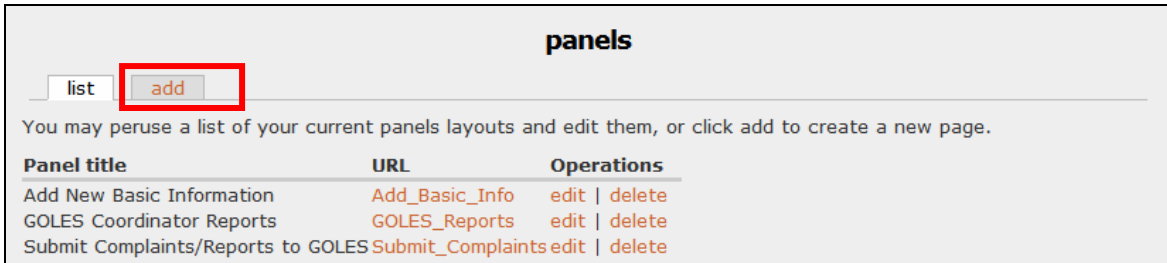 panels
list add
You may peruse a list of your current panels layouts and edit them, or click add to create a new page.
Panel title URL Operations
Add New Basic Information Add_Basic_Info edit | delete
GOLES Coordinator Reports GOLES_Reports edit | delete
Submit Complaints/Reports to GOLES Submit_Complaints edit | delete